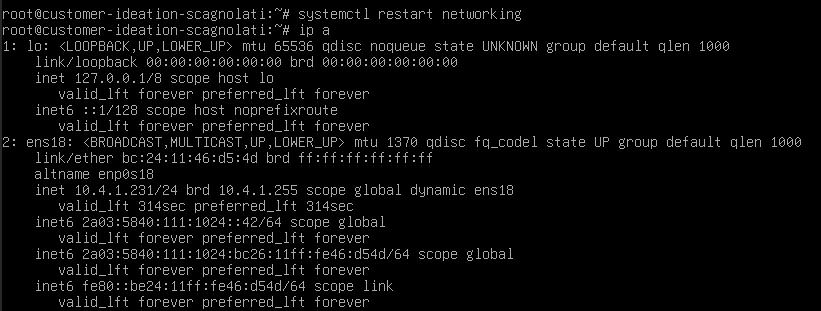 root@customer-ideation-scagnolati:~# systemctl restart networking
root@customer-ideation-scagnolati:~# ip a
1: lo: <LOOPBACK,UP,LOWER_UP> mtu 65536 qdisc noqueue state UNKNOWN group default qlen 1000
    link/loopback 00:00:00:00:00:00 brd 00:00:00:00:00:00
    inet 127.0.0.1/8 scope host lo
       valid_lft forever preferred_lft forever
    inet6 ::1/128 scope host noprefixroute
       valid_lft forever preferred_lft forever
2: ens18: <BROADCAST,MULTICAST,UP,LOWER_UP> mtu 1370 qdisc fq_codel state UP group default qlen 1000
    link/ether bc:24:11:46:d5:4d brd ff:ff:ff:ff:ff:ff
    altname enp0s18
    inet 10.4.1.231/24 brd 10.4.1.255 scope global dynamic ens18
       valid_lft 314sec preferred_lft 314sec
    inet6 2a03:5840:111:1024::42/64 scope global
       valid_lft forever preferred_lft forever
    inet6 2a03:5840:111:1024:bc26:11ff:fe46:d54d/64 scope global
       valid_lft forever preferred_lft forever
    inet6 fe80::be24:11ff:fe46:d54d/64 scope link
       valid_lft forever preferred_lft forever